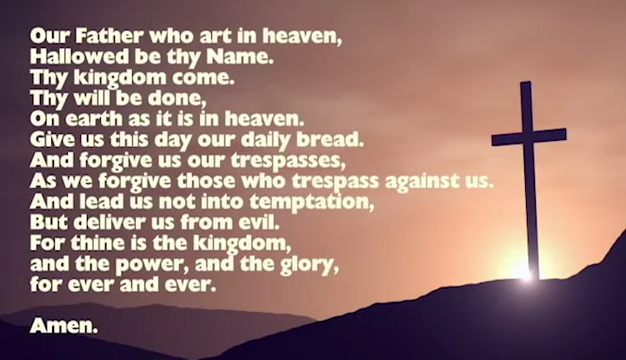 Our Father who art in heaven,
Hallowed be thy Name.
Thy kingdom come.
Thy will be done,
On earth as it is in heaven.
Give us this day our daily bread.
And forgive us our trespasses,
As we forgive those who trespass against us.
And lead us not into temptation,
But deliver us from evil.
For thine is the kingdom,
and the power, and the glory,
for ever and ever.
Amen.